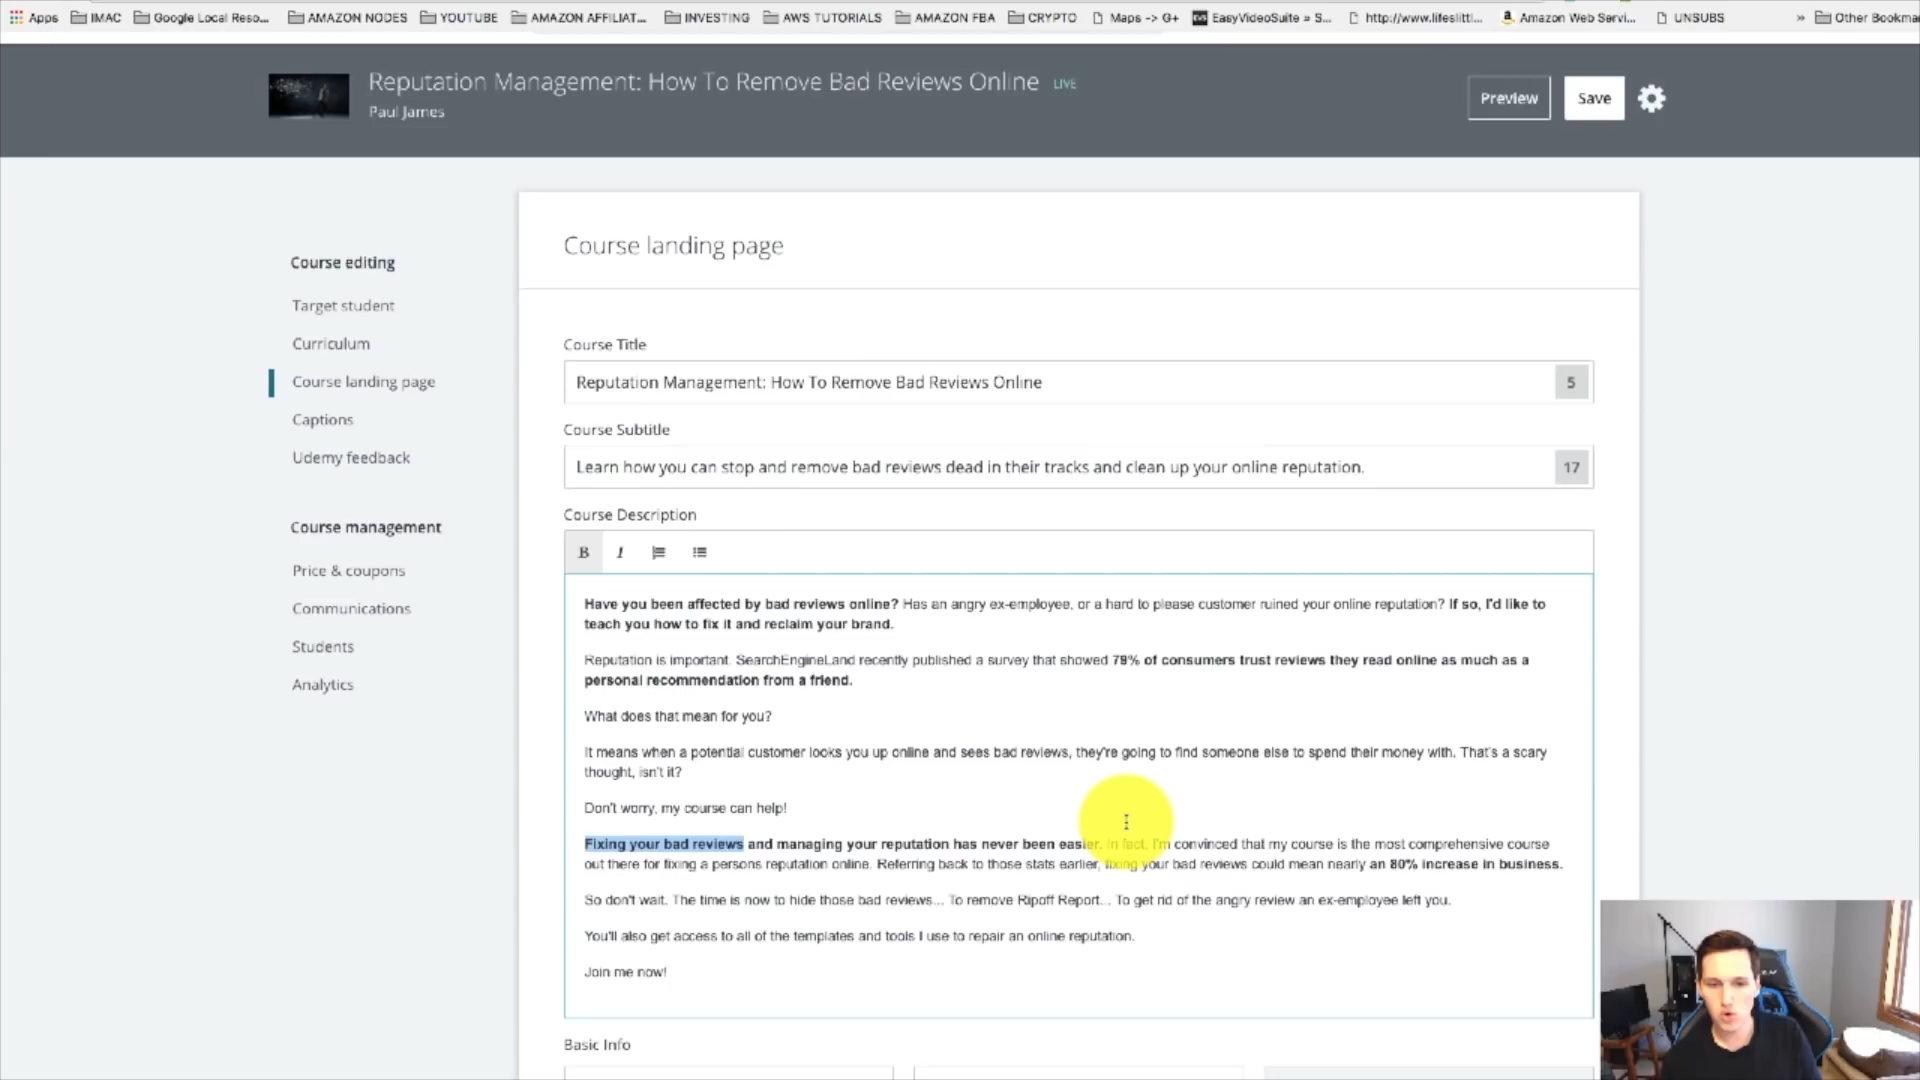 Apps IMAC Google Local Reso... AMAZON NODES YOUTUBE AMAZON AFFILIAT... INVESTING AWS TUTORIALS AMAZON FBA CRYPTO Maps -> G+ EasyVideoSuite » S... http://www.lifeslittl... Amazon Web Servi... UNSUBS » Other Bookma
Reputation Management: How To Remove Bad Reviews Online LIVE
Paul James
Preview Save
Course landing page
Course editing
Target student
Curriculum
Course landing page
Captions
Udemy feedback
Course management
Price & coupons
Communications
Students
Analytics
Course Title
Reputation Management: How To Remove Bad Reviews Online 5
Course Subtitle
Learn how you can stop and remove bad reviews dead in their tracks and clean up your online reputation. 17
Course Description
B I
Have you been affected by bad reviews online? Has an angry ex-employee, or a hard to please customer ruined your online reputation? If so, I'd like to
teach you how to fix it and reclaim your brand.
Reputation is important. SearchEngineLand recently published a survey that showed 79% of consumers trust reviews they read online as much as a
personal recommendation from a friend.
What does that mean for you?
It means when a potential customer looks you up online and sees bad reviews, they're going to find someone else to spend their money with. That's a scary
thought, isn't it?
Don't worry, my course can help!
Fixing your bad reviews and managing your reputation has never been easier. In fact, I'm convinced that my course is the most comprehensive course
out there for fixing a persons reputation online. Referring back to those stats earlier, fixing your bad reviews could mean nearly an 80% increase in business.
So don't wait. The time is now to hide those bad reviews... To remove Ripoff Report... To get rid of the angry review an ex-employee left you.
You'll also get access to all of the templates and tools I use to repair an online reputation.
Join me now!
Basic Info